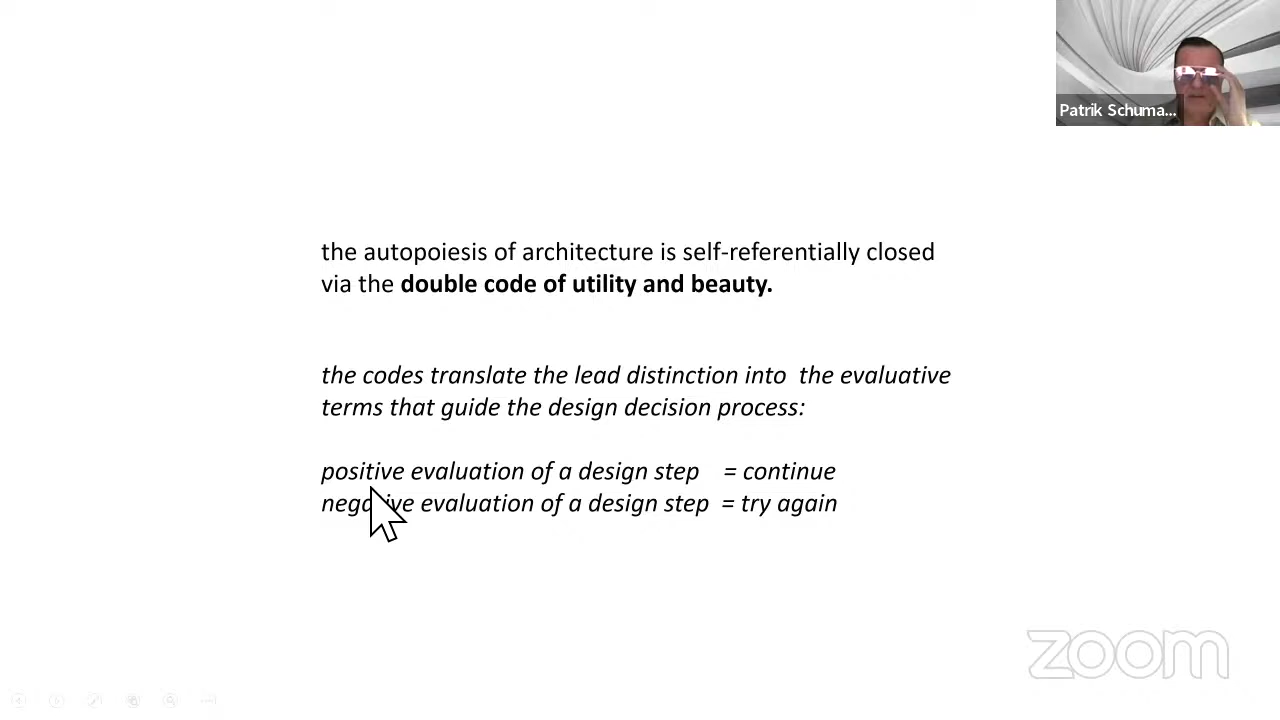 Patrik Schuma...
the autopoiesis of architecture is self-referentially closed
via the double code of utility and beauty.
the codes translate the lead distinction into the evaluative
terms that guide the design decision process:
positive evaluation of a design step = continue
negative evaluation of a design step = try again
zoom